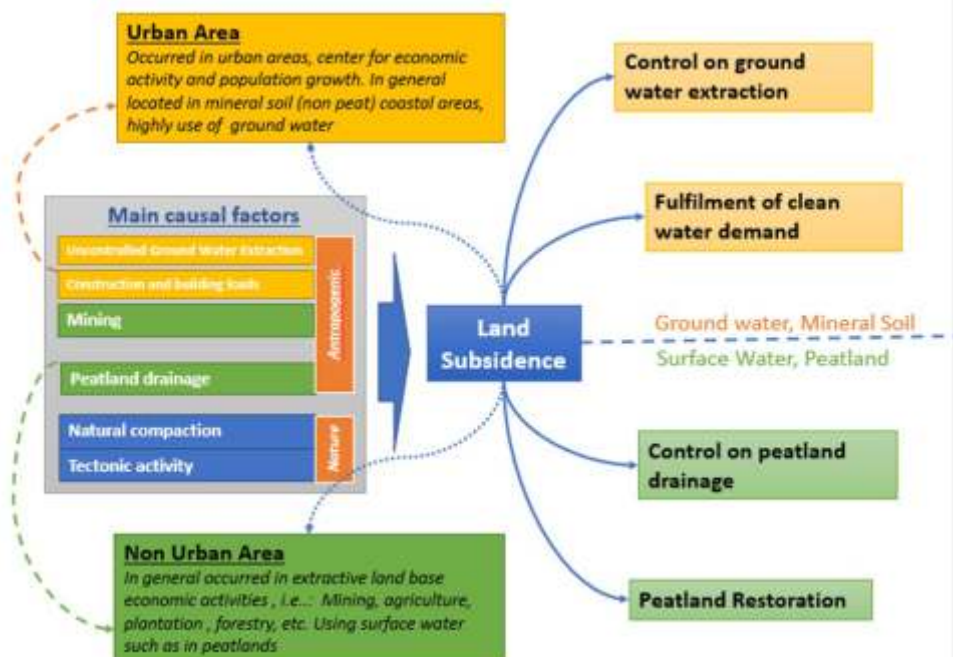 Urban Area
Occurred in urban areas, center for economic
activity and population growth. In general
located in mineral soil (non peat) coastal areas,
highly use of ground water
Main causal factors
Uncontrolled Ground Water Extraction
Construction and building loads
Mining
Peatland drainage
Antropogenic
Natural compaction
Tectonic activity
Nature
Non Urban Area
In general occurred in extractive land base
economic activities , i.e..: Mining, agriculture,
plantation , forestry, etc. Using surface water
such as in peatlands
Land
Subsidence
Control on ground
water extraction
Fulfilment of clean
water demand
Ground water, Mineral Soil
Surface Water, Peatland
Control on peatland
drainage
Peatland Restoration